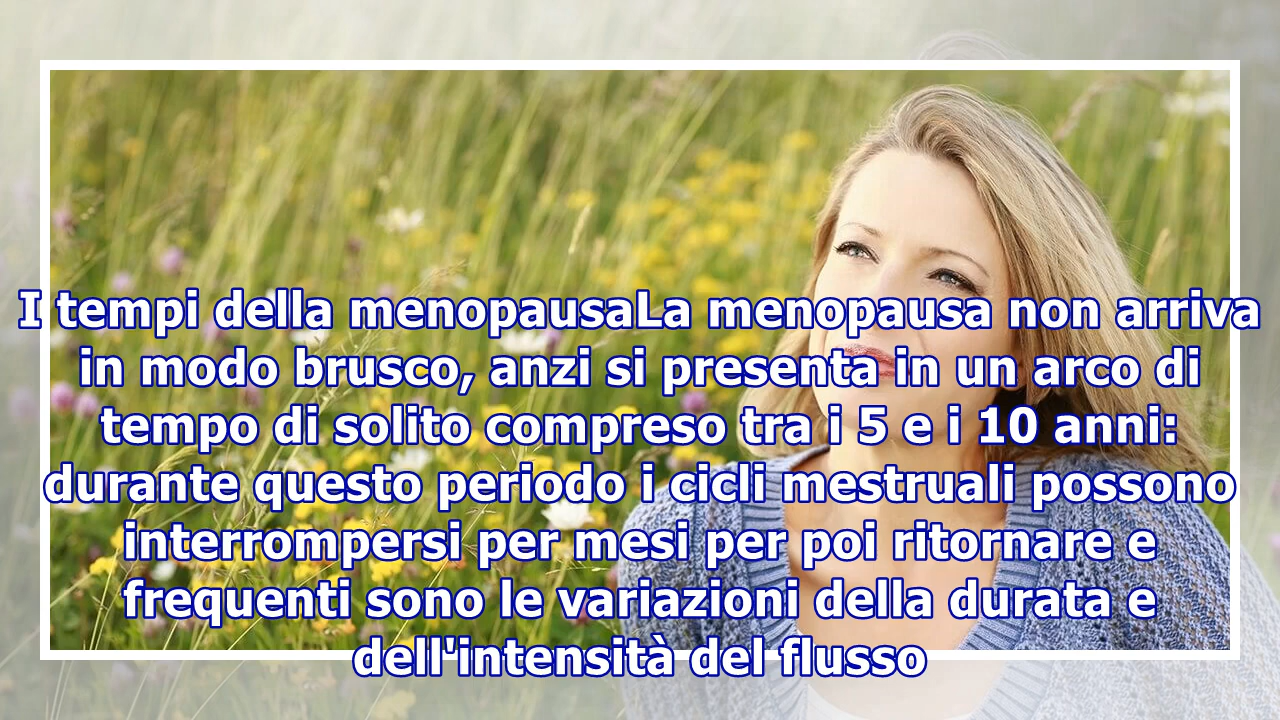 I tempi della menopausaLa menopausa non arriva
in modo brusco, anzi si presenta in un arco di
tempo di solito compreso tra i 5 e i 10 anni:
durante questo periodo i cicli mestruali possono
interrompersi per mesi per poi ritornare e
frequenti sono le variazioni della durata e
dell'intensità del flusso